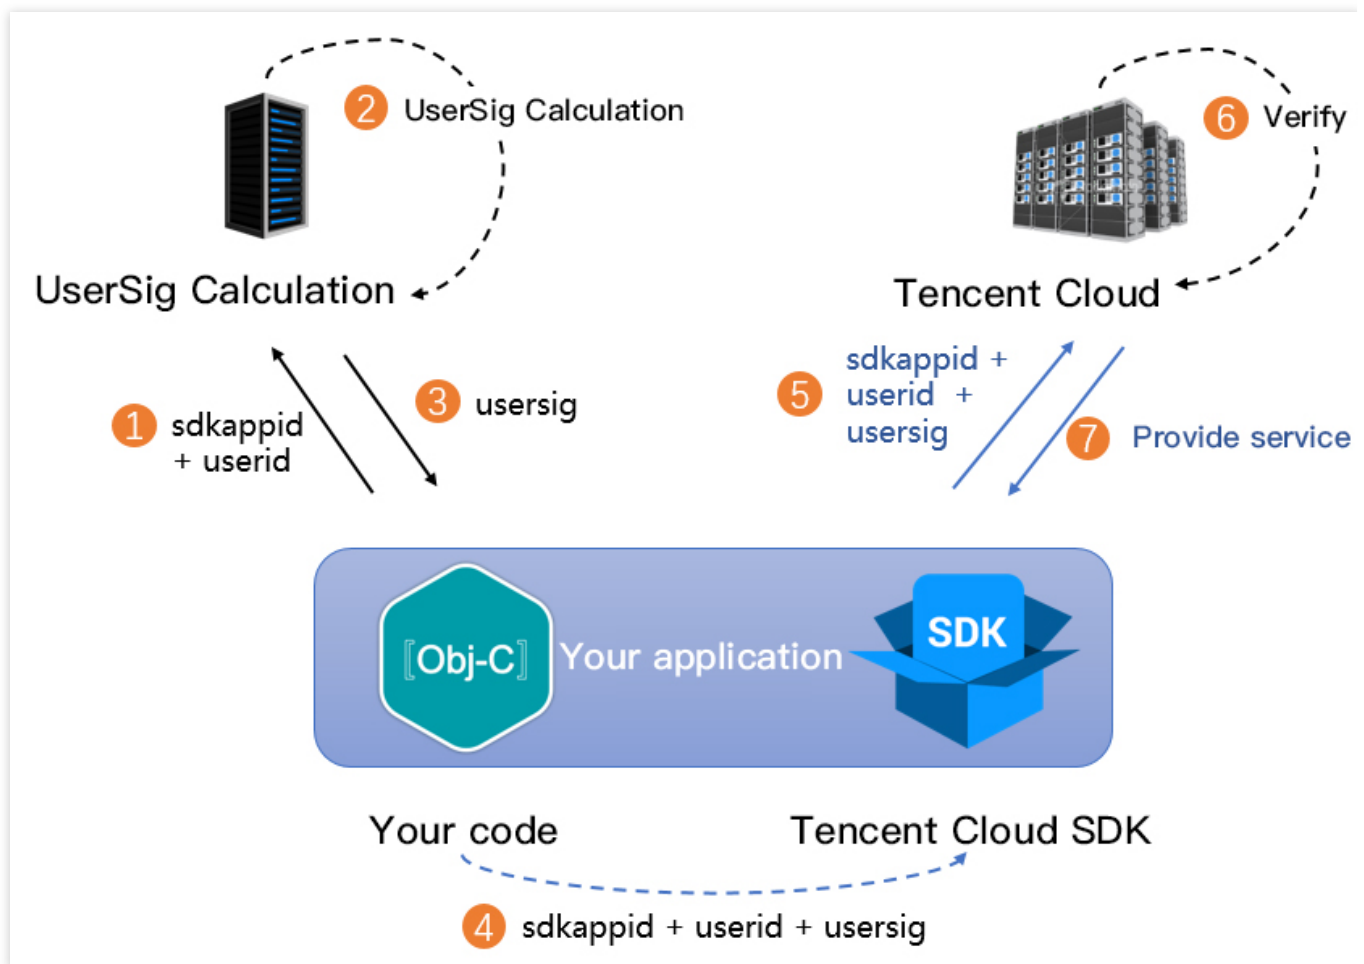 2 UserSig Calculation
6 Verify
UserSig Calculation
Tencent Cloud
1 sdkappid
+ userid
3 usersig
5 sdkappid +
userid +
usersig
7 Provide service
[Obj-C]
Your application
SDK
Your code
Tencent Cloud SDK
4 sdkappid + userid + usersig